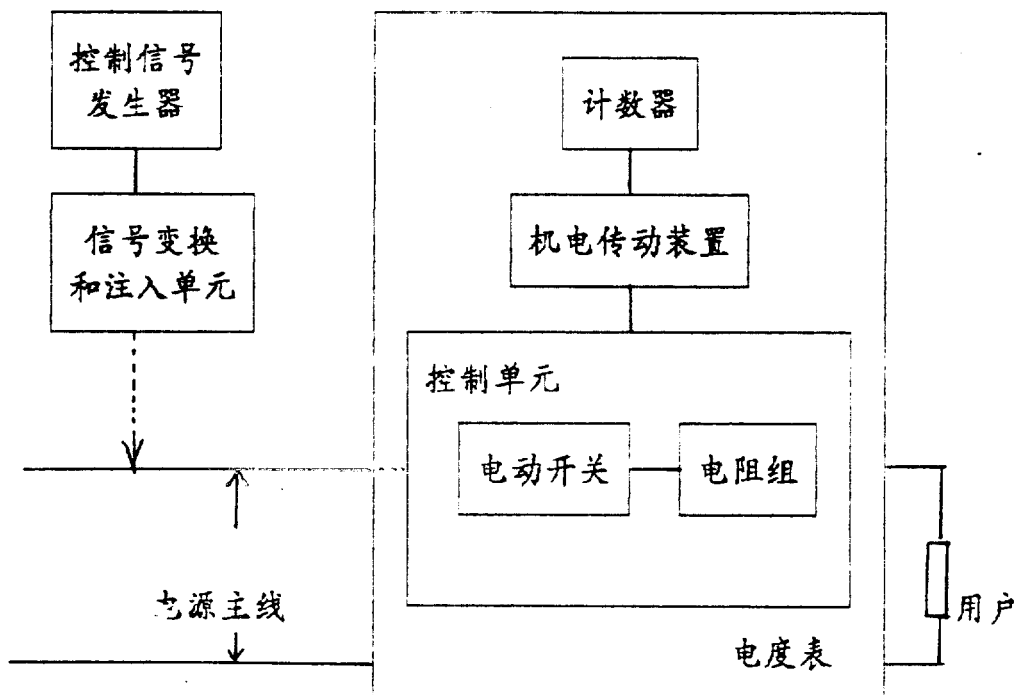 控制信号
发生器
计数器
信号变换
和注入单元
机电传动装置
控制单元
电动开关
电阻组
源主线
用户
电度表